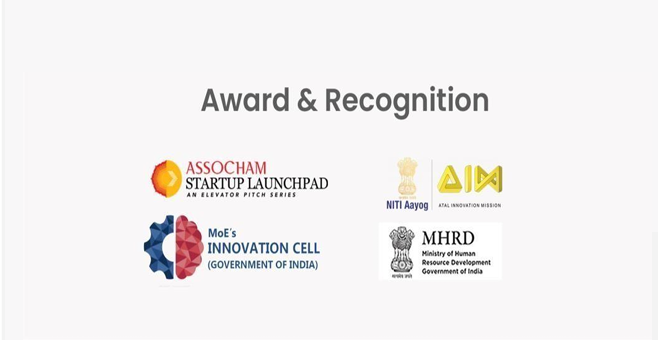 Award & Recognition
ASSOCHAM
STARTUP LAUNCHPAD
AN ELEVATOR PITCH SERIES
NITI Aayog
AIM
ATAL INNOVATION MISSION
MoE's
INNOVATION CELL
(GOVERNMENT OF INDIA)
MHRD
Ministry of Human
Resource Development
Government of India